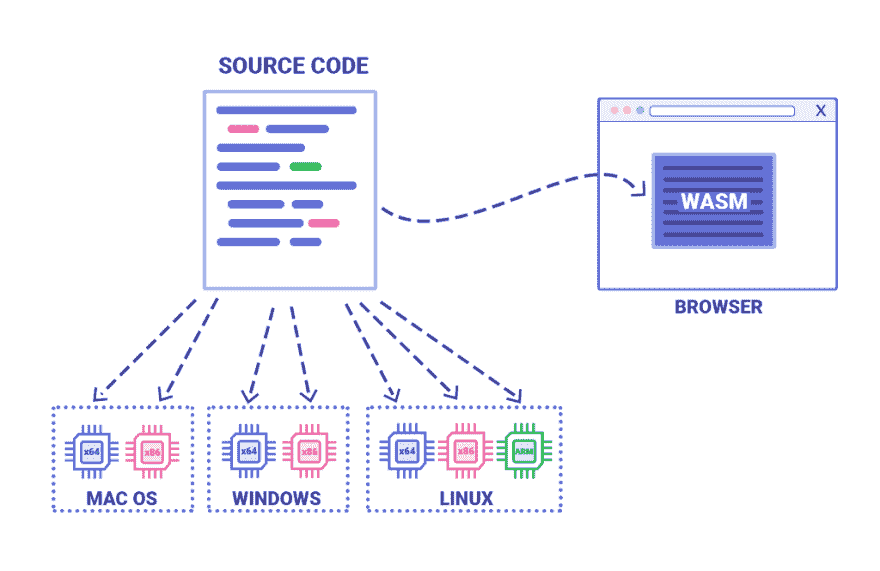 SOURCE CODE
X
WASM
BROWSER
x64
x86
MAC OS
x64
x86
WINDOWS
x64
x86
ARM
LINUX